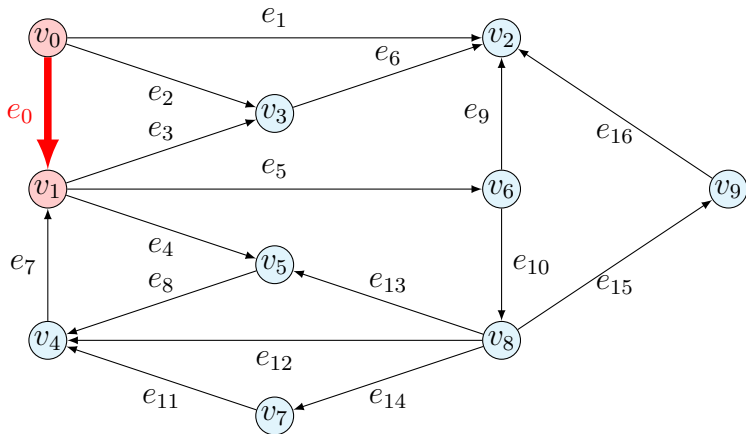 e₁
v₀
v₂
e₆
e₂
e₀
v₃
e₉
e₃
e₁₆
e₅
v₁
v₆
v₉
e₄
e₇
v₅
e₁₀
e₈
e₁₃
e₁₅
v₄
v₈
e₁₂
e₁₁
e₁₄
v₇